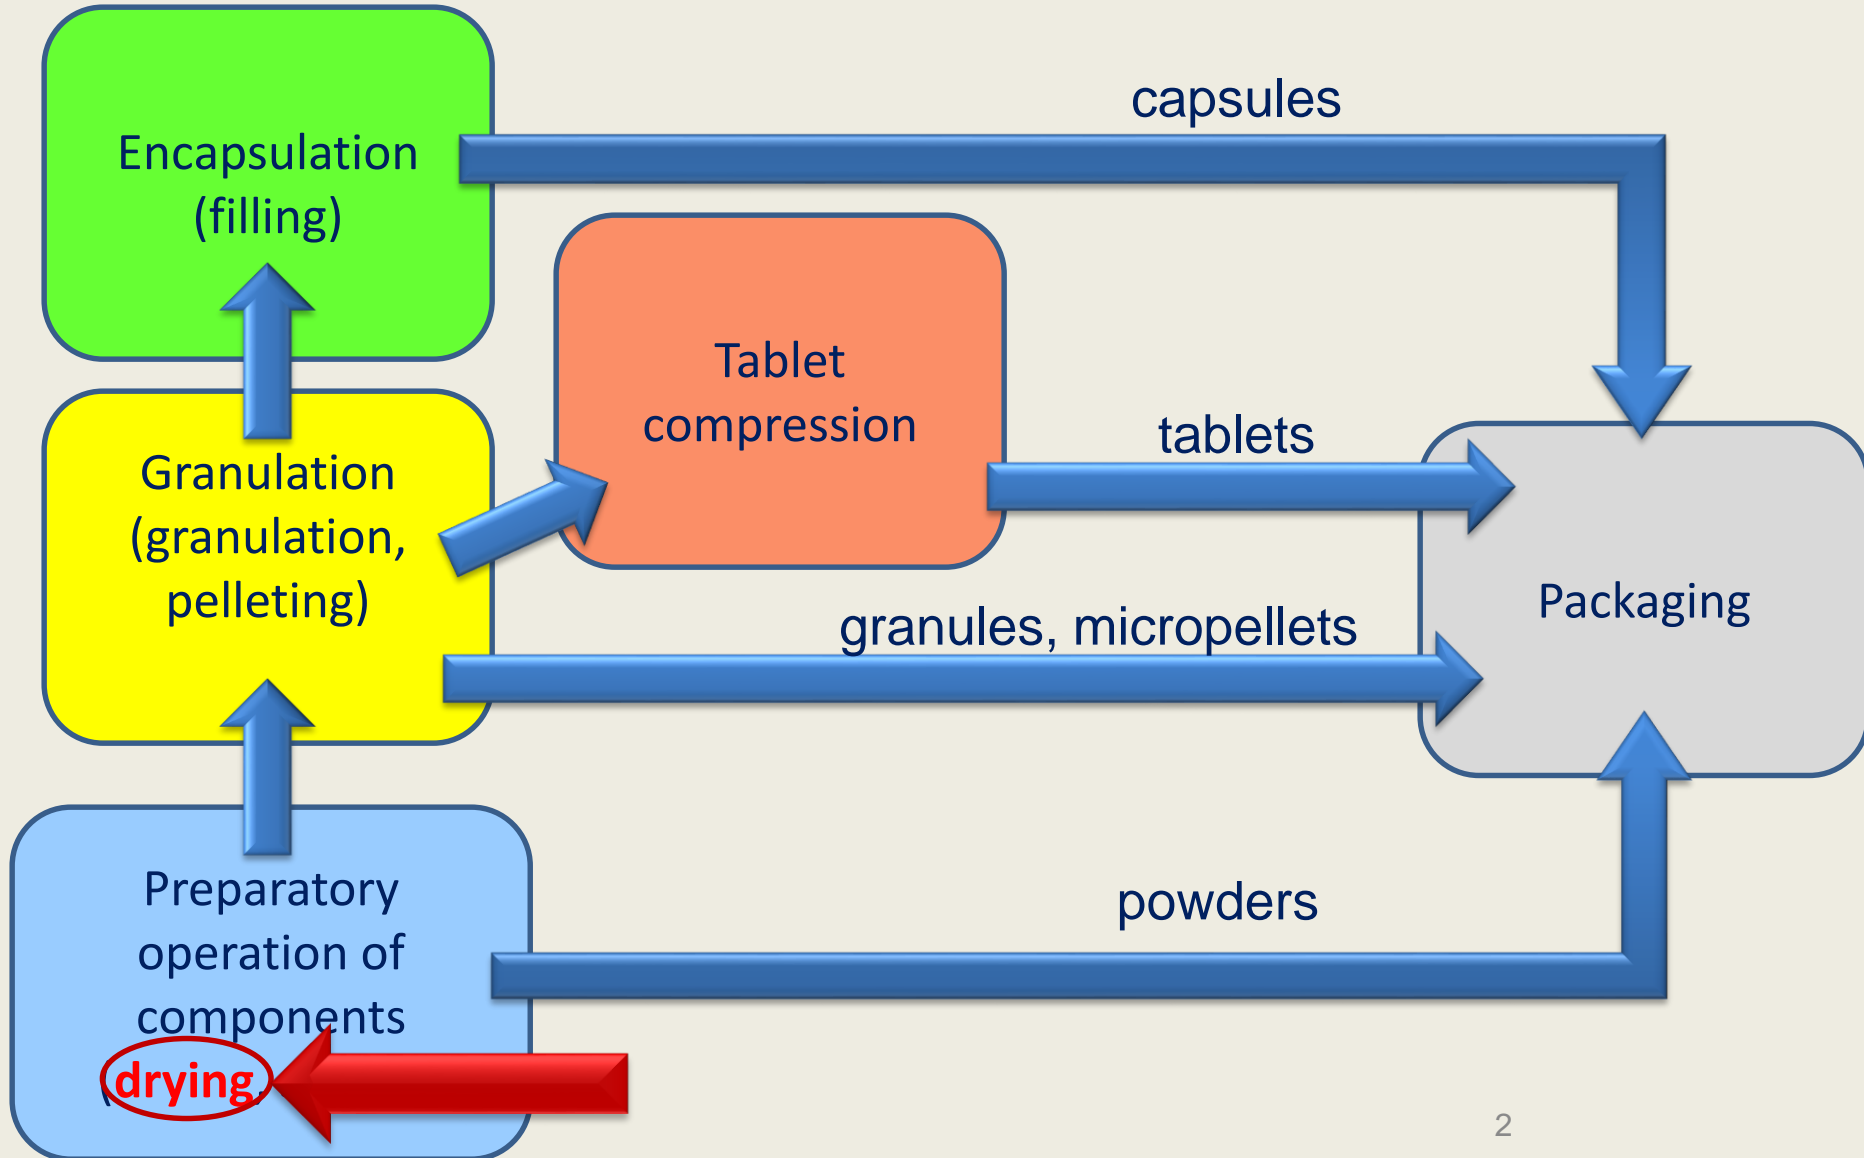 capsules
Encapsulation
(filling)
Tablet
compression
tablets
Granulation
(granulation,
pelleting)
granules, micropellets
Packaging
Preparatory
operation of
components
(drying,
powders
2